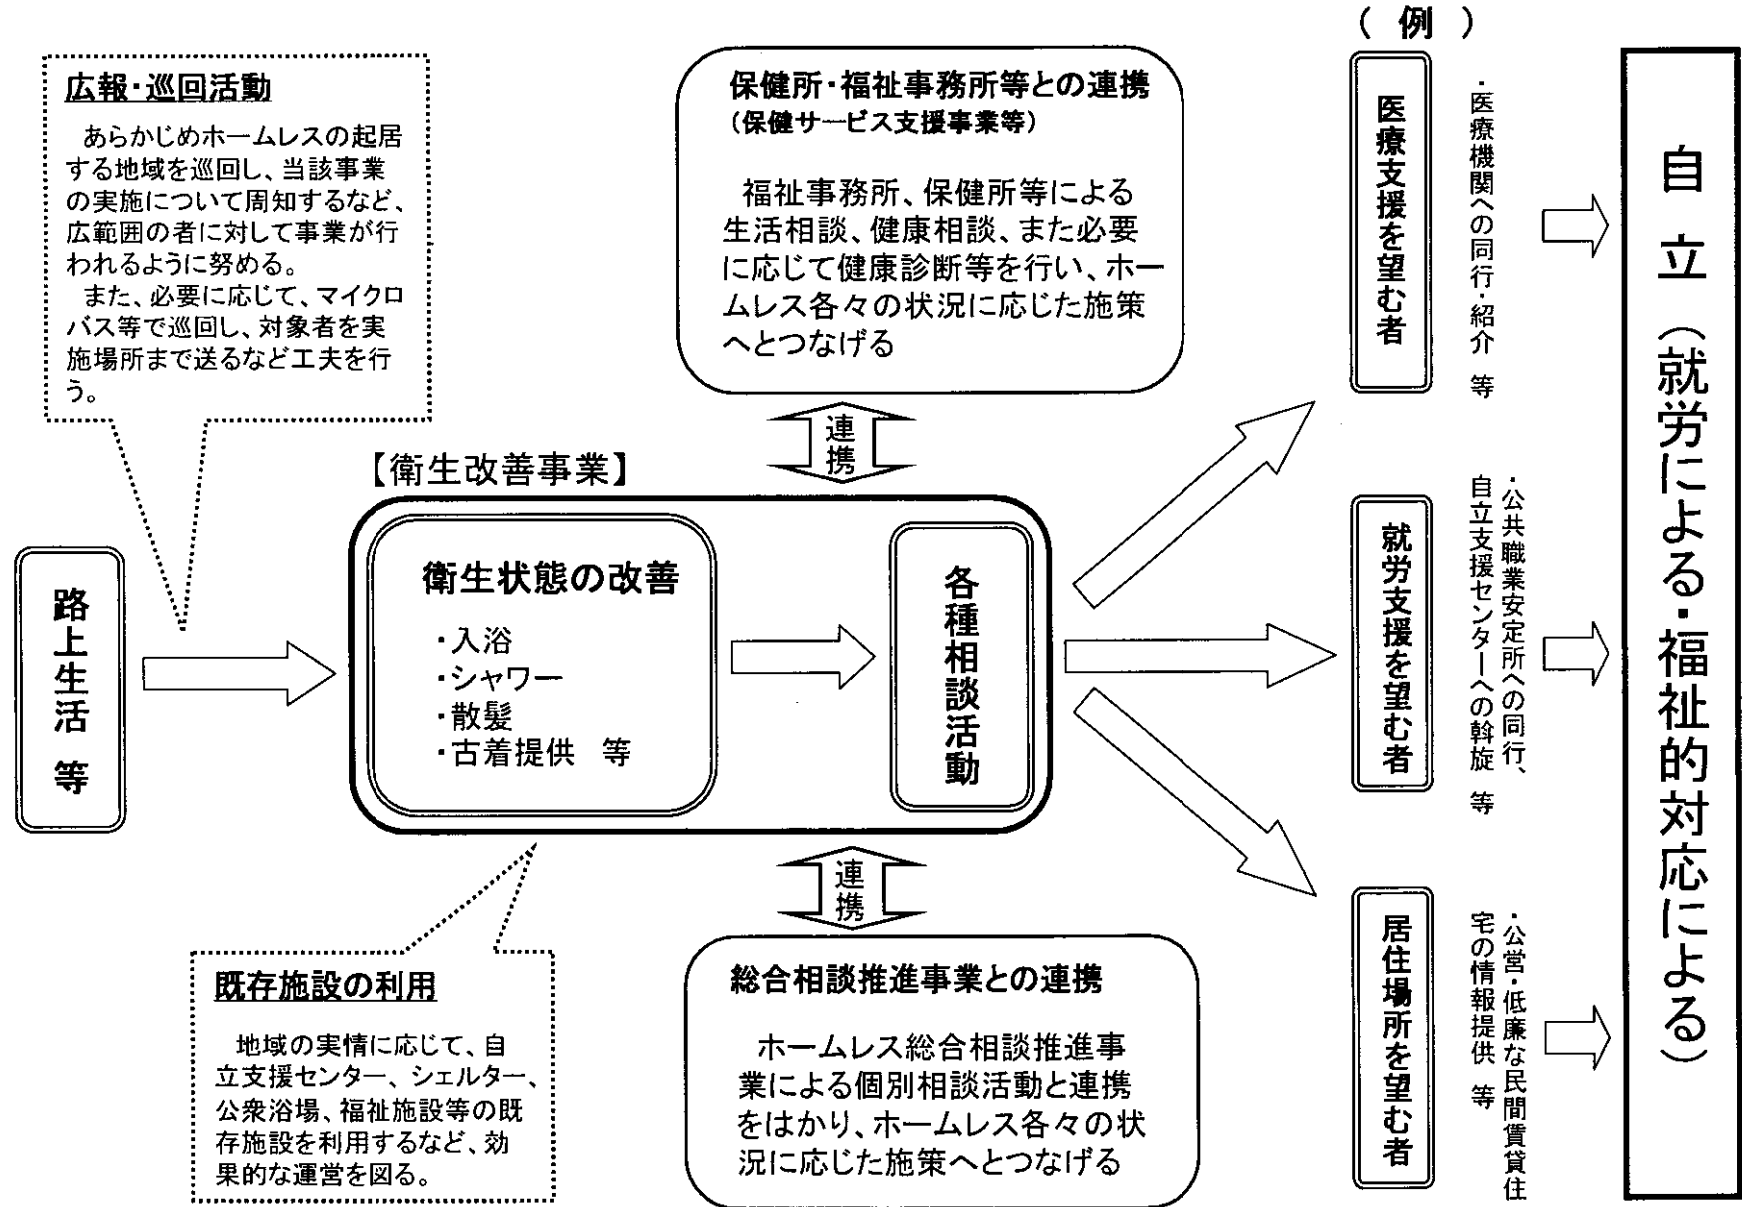 広報・巡回活動
あらかじめホームレスの起居
する地域を巡回し、当該事業
の実施について周知するなど、
広範囲の者に対して事業が行
われるように努める。
また、必要に応じて、マイクロ
バス等で巡回し、対象者を実
施場所まで送るなど工夫を行
う。
保健所・福祉事務所等との連携
（保健サービス支援事業等）
福祉事務所、保健所等による
生活相談、健康相談、また必要
に応じて健康診断等を行い、ホー
ムレス各々の状況に応じた施策
へとつなげる
連携
【衛生改善事業】
路上生活 等
衛生状態の改善
・入浴
・シャワー
・散髪
・古着提供 等
各種相談活動
連携
既存施設の利用
地域の実情に応じて、自
立支援センター、シェルター、
公衆浴場、福祉施設等の既
存施設を利用するなど、効
果的な運営を図る。
総合相談推進事業との連携
ホームレス総合相談推進事
業による個別相談活動と連携
をはかり、ホームレス各々の状
況に応じた施策へとつなげる
（ 例 ）
医療支援を望む者
・医療機関への同行・紹介 等
就労支援を望む者
・公共職業安定所への同行、
自立支援センターへの斡旋 等
居住場所を望む者
・公営・低廉な民間賃貸住
宅の情報提供 等
自 立 （就労による・福祉的対応による）